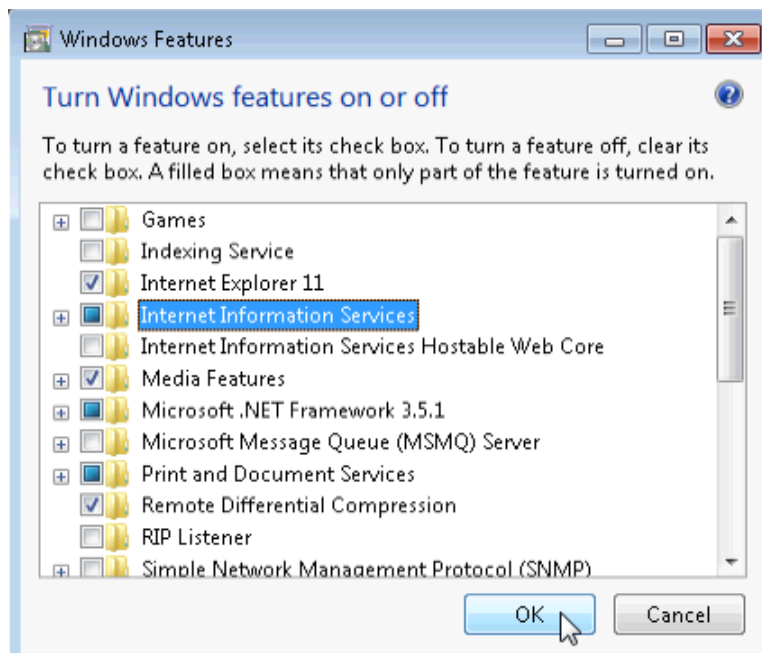 Windows Features
Turn Windows features on or off
To turn a feature on, select its check box. To turn a feature off, clear its
check box. A filled box means that only part of the feature is turned on.
Games
Indexing Service
Internet Explorer 11
Internet Information Services
Internet Information Services Hostable Web Core
Media Features
Microsoft .NET Framework 3.5.1
Microsoft Message Queue (MSMQ) Server
Print and Document Services
Remote Differential Compression
RIP Listener
Simple Network Management Protocol (SNMP)
OK
Cancel